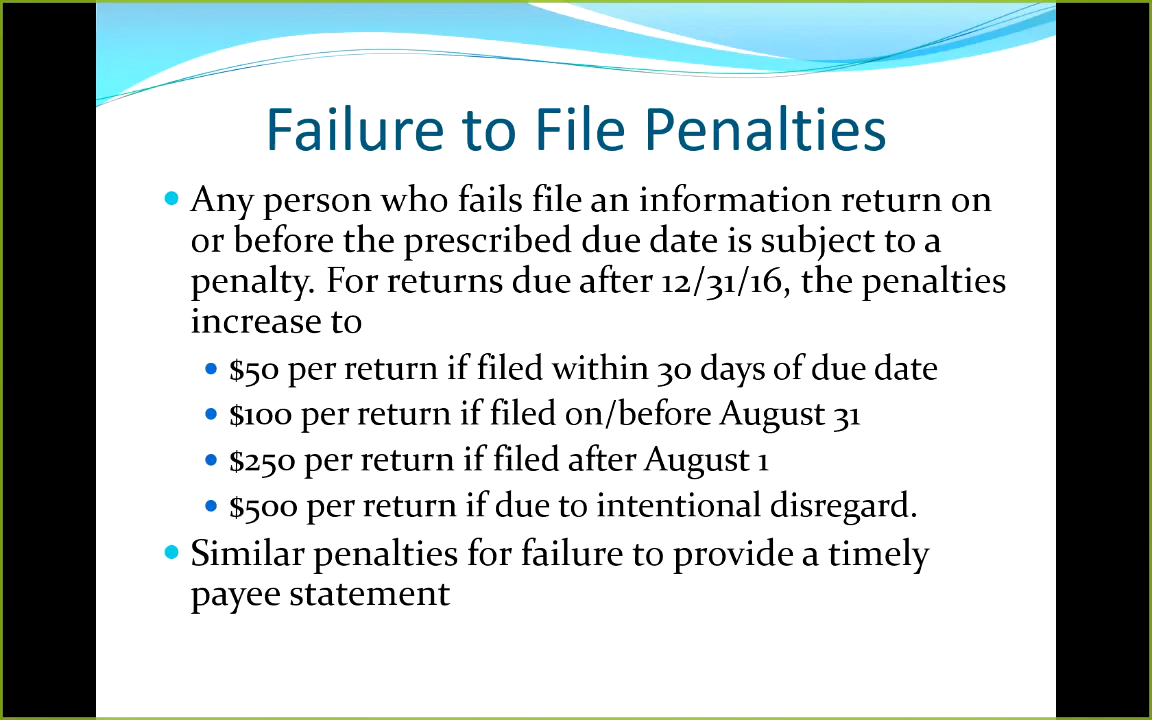 Failure to File Penalties
• Any person who fails file an information return on
or before the prescribed due date is subject to a
penalty. For returns due after 12/31/16, the penalties
increase to
• $50 per return if filed within 30 days of due date
• $100 per return if filed on/before August 31
• $250 per return if filed after August 1
• $500 per return if due to intentional disregard.
• Similar penalties for failure to provide a timely
payee statement